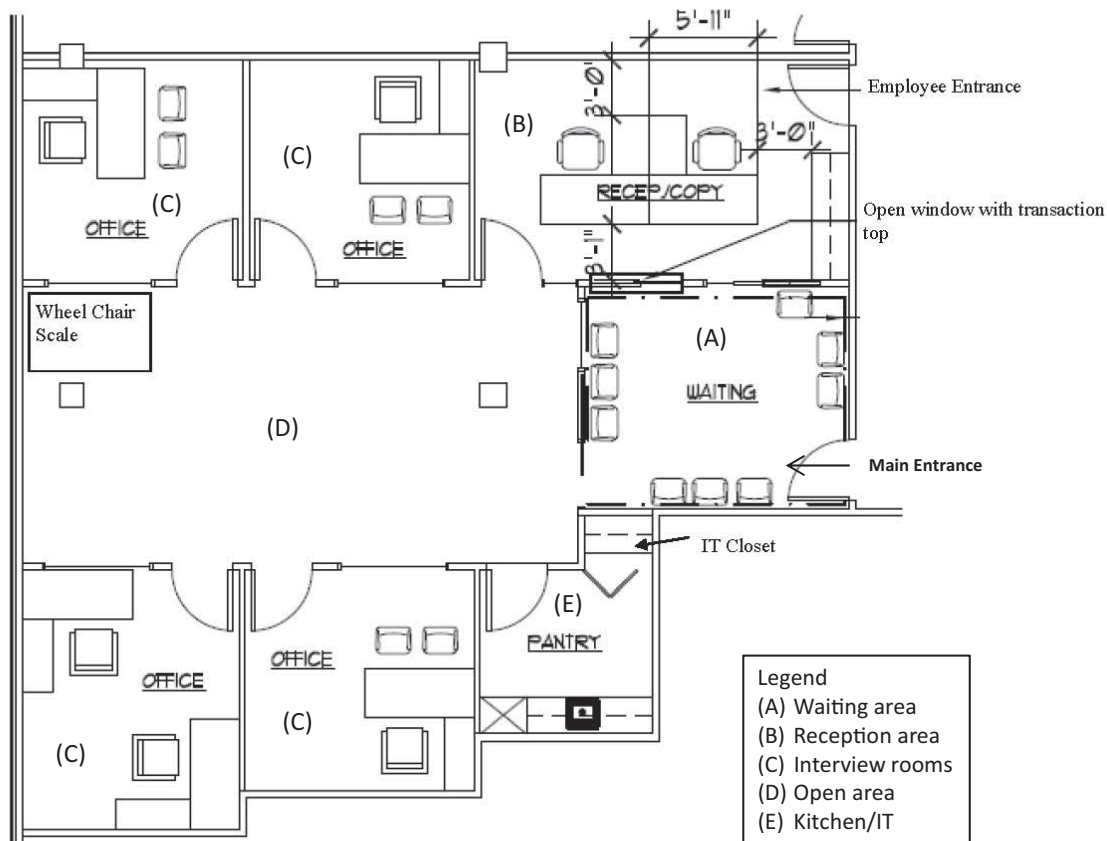 5'-11"
Employee Entrance
3'-0"
(B)
3'-0"
(C)
(C)
RECEP./COPY
Open window with transaction
top
OFFICE
OFFICE
8'-1"
Wheel Chair
Scale
(A)
WAITING
(D)
Main Entrance
IT Closet
(E)
PANTRY
OFFICE
OFFICE
(C)
(C)
Legend
(A) Waiting area
(B) Reception area
(C) Interview rooms
(D) Open area
(E) Kitchen/IT